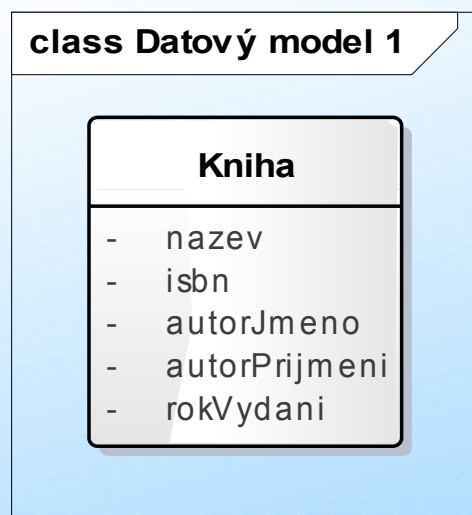 class Datový model 1
Kniha
- nazev
- isbn
- autorJmeno
- autorPrijmeni
- rokVydani